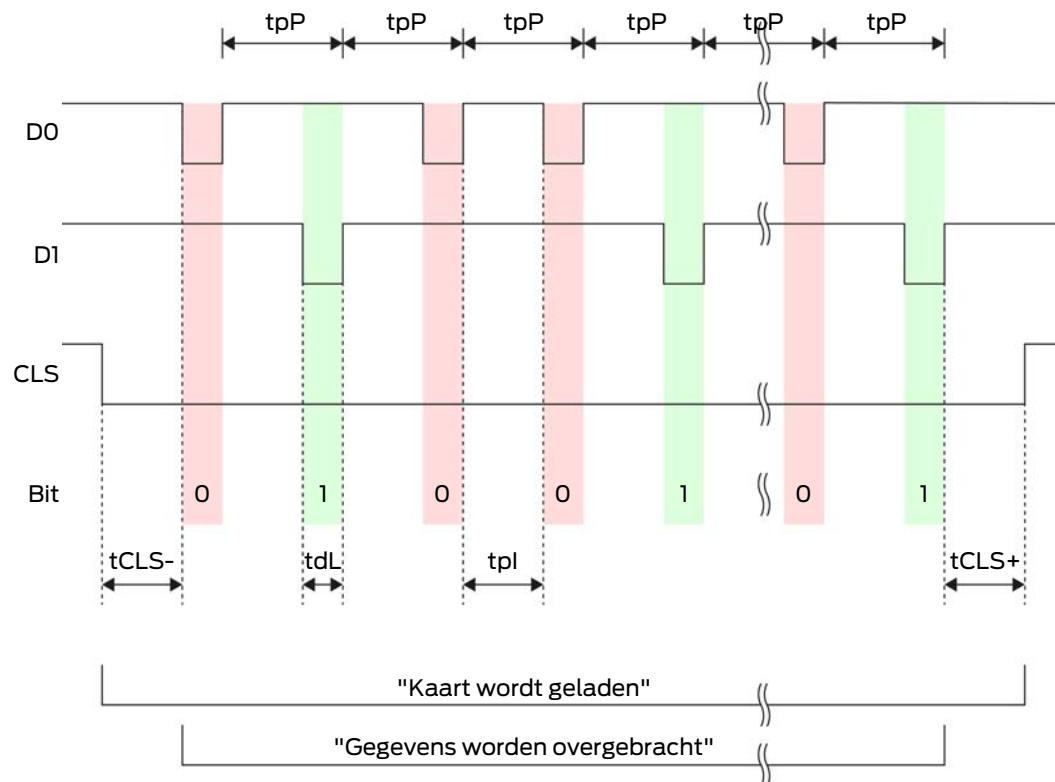 tpP tpP tpP tpP tpP tpP
D0
D1
CLS
Bit 0 1 0 0 1 0 1
tCLS- tdL tpI tCLS+
"Kaart wordt geladen"
"Gegevens worden overgebracht"